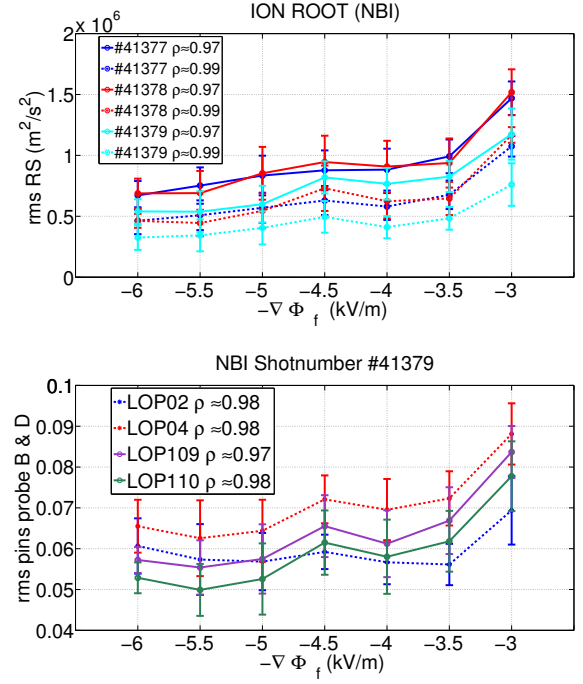 ION ROOT (NBI)
x 10^6
2
1.5
1
0.5
0
rms RS (m²/s²)
#41377 ρ≈0.97
#41377 ρ≈0.99
#41378 ρ≈0.97
#41378 ρ≈0.99
#41379 ρ≈0.97
#41379 ρ≈0.99
−6 −5.5 −5 −4.5 −4 −3.5 −3
−∇ Φ_f (kV/m)
NBI Shotnumber #41379
0.1
0.09
0.08
0.07
0.06
0.05
0.04
rms pins probe B & D
LOP02 ρ ≈0.98
LOP04 ρ ≈0.98
LOP109 ρ ≈0.97
LOP110 ρ ≈0.98
−6 −5.5 −5 −4.5 −4 −3.5 −3
−∇ Φ_f (kV/m)